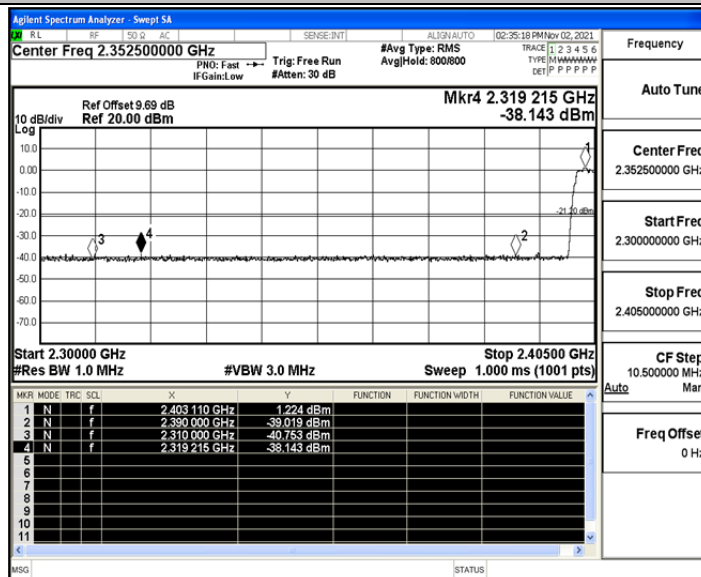 Agilent Spectrum Analyzer - Swept SA
RL RF 50 Ω AC SENSE:INT ALIGN AUTO 02:35:18 PM Nov 02, 2021
Center Freq 2.352500000 GHz #Avg Type: RMS TRACE 1 2 3 4 5 6
PNO: Fast Trig: Free Run Avg|Hold: 800/800 TYPE M WWWWW
IFGain:Low #Atten: 30 dB DET P P P P P P
Ref Offset 9.69 dB Mkr4 2.319 215 GHz
10 dB/div Ref 20.00 dBm -38.143 dBm
Log
10.0
0.00
-10.0
-20.0
-30.0
-40.0
-50.0
-60.0
-70.0
1
-21.20 dBm
3
4
2
Start 2.30000 GHz Stop 2.40500 GHz
#Res BW 1.0 MHz #VBW 3.0 MHz Sweep 1.000 ms (1001 pts)
MKR MODE TRC SCL X Y FUNCTION FUNCTION WIDTH FUNCTION VALUE
1 N f 2.403 110 GHz 1.224 dBm
2 N f 2.390 000 GHz -39.019 dBm
3 N f 2.310 000 GHz -40.753 dBm
4 N f 2.319 215 GHz -38.143 dBm
5
6
7
8
9
10
11
MSG STATUS
Frequency
Auto Tune
Center Freq
2.352500000 GHz
Start Freq
2.300000000 GHz
Stop Freq
2.405000000 GHz
CF Step
10.500000 MHz
Auto Man
Freq Offset
0 Hz